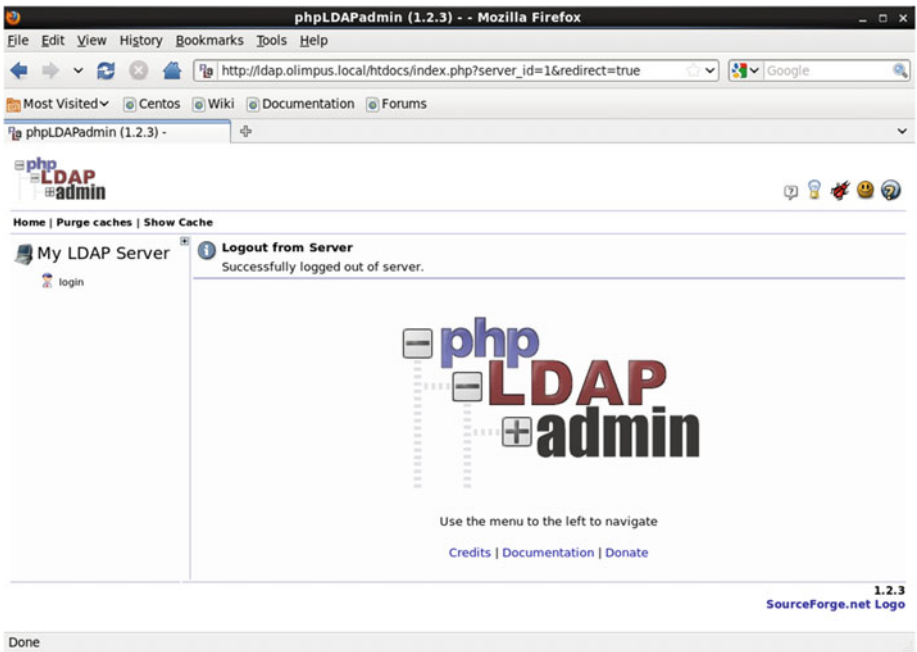 phpLDAPadmin (1.2.3) - - Mozilla Firefox
File Edit View History Bookmarks Tools Help
http://ldap.olimpus.local/htdocs/index.php?server_id=1&redirect=true
Google
Most Visited Centos Wiki Documentation Forums
phpLDAPadmin (1.2.3) -
php
LDAP
admin
Home | Purge caches | Show Cache
My LDAP Server
login
Logout from Server
Successfully logged out of server.
php
LDAP
admin
Use the menu to the left to navigate
Credits | Documentation | Donate
1.2.3
SourceForge.net Logo
Done